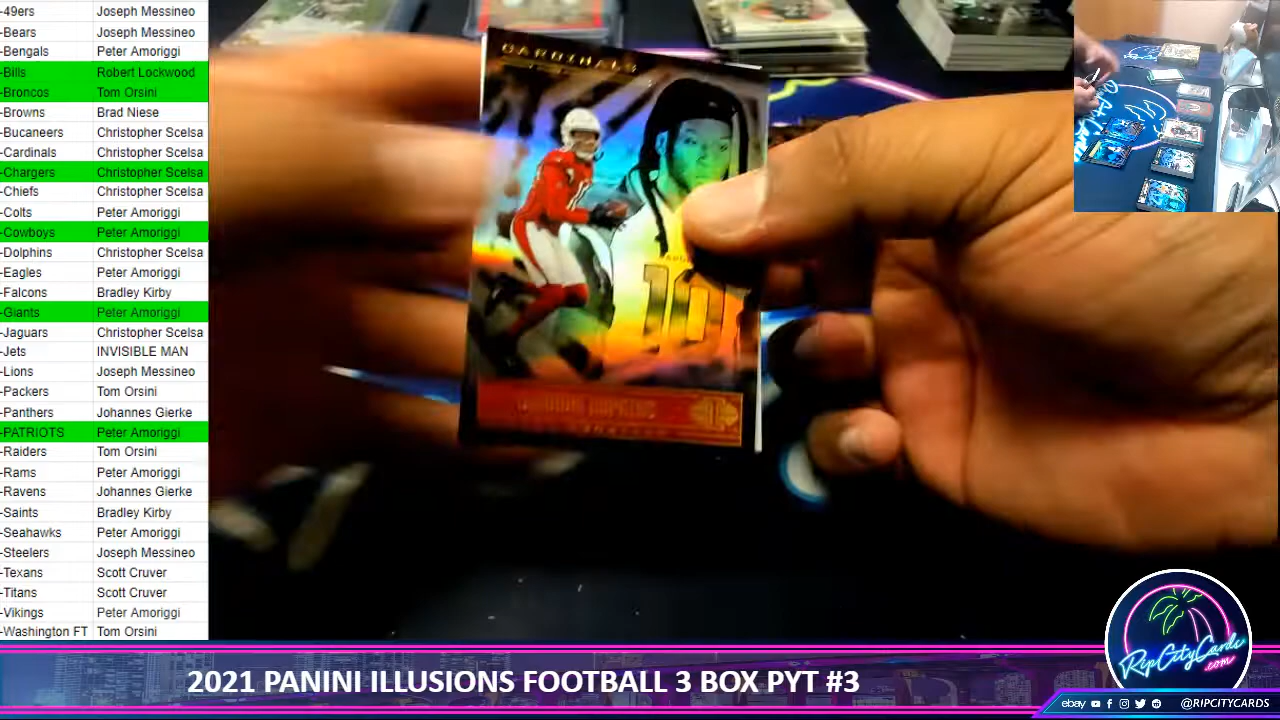 -49ers Joseph Messineo
-Bears Joseph Messineo
-Bengals Peter Amoriggi
-Bills Robert Lockwood
-Broncos Tom Orsini
-Browns Brad Niese
-Bucaneers Christopher Scelsa
-Cardinals Christopher Scelsa
-Chargers Christopher Scelsa
-Chiefs Christopher Scelsa
-Colts Peter Amoriggi
-Cowboys Peter Amoriggi
-Dolphins Christopher Scelsa
-Eagles Peter Amoriggi
-Falcons Bradley Kirby
-Giants Peter Amoriggi
-Jaguars Christopher Scelsa
-Jets INVISIBLE MAN
-Lions Joseph Messineo
-Packers Tom Orsini
-Panthers Johannes Gierke
-PATRIOTS Peter Amoriggi
-Raiders Tom Orsini
-Rams Peter Amoriggi
-Ravens Johannes Gierke
-Saints Bradley Kirby
-Seahawks Peter Amoriggi
-Steelers Joseph Messineo
-Texans Scott Cruver
-Titans Scott Cruver
-Vikings Peter Amoriggi
-Washington FT Tom Orsini
CARDINALS
10
HOPKINS
2021 PANINI ILLUSIONS FOOTBALL 3 BOX PYT #3
RipCityCards
.com
ebay @RIPCITYCARDS